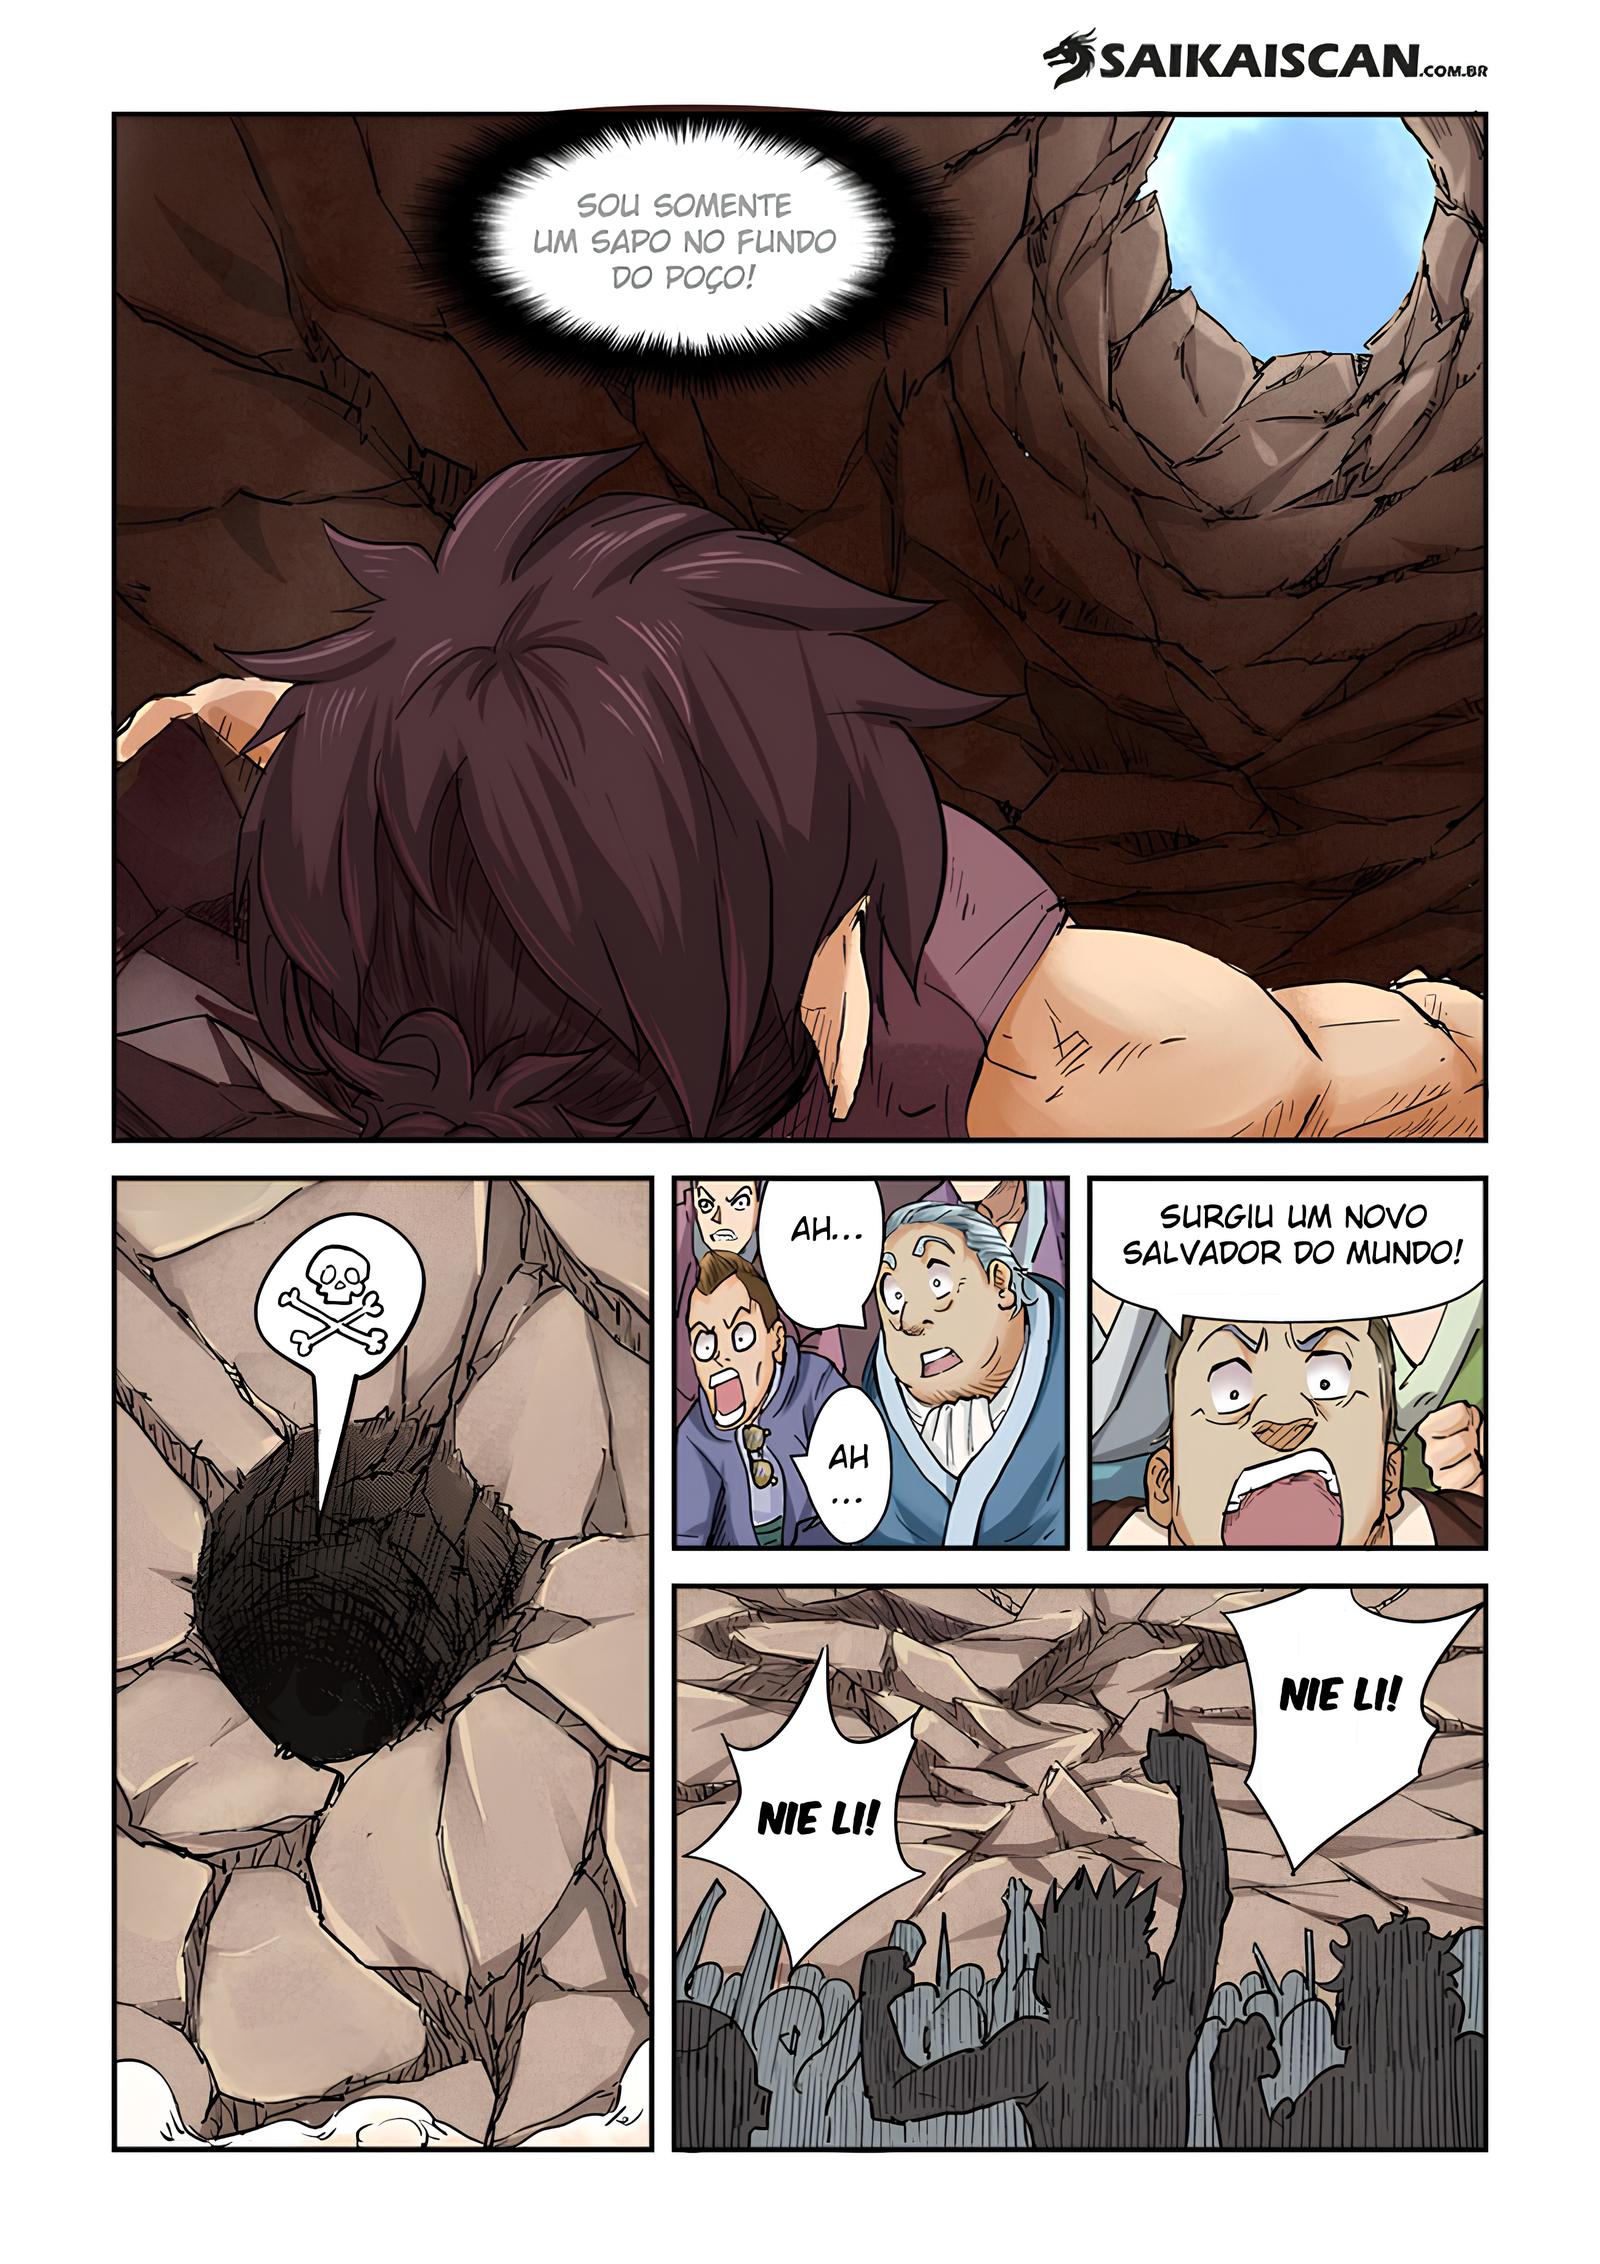 SAIKAISCAN.COM.BR
SOU SOMENTE
UM SAPO NO FUNDO
DO POÇO!
AH...
AH
...
SURGIU UM NOVO
SALVADOR DO MUNDO!
NIE LI!
NIE LI!